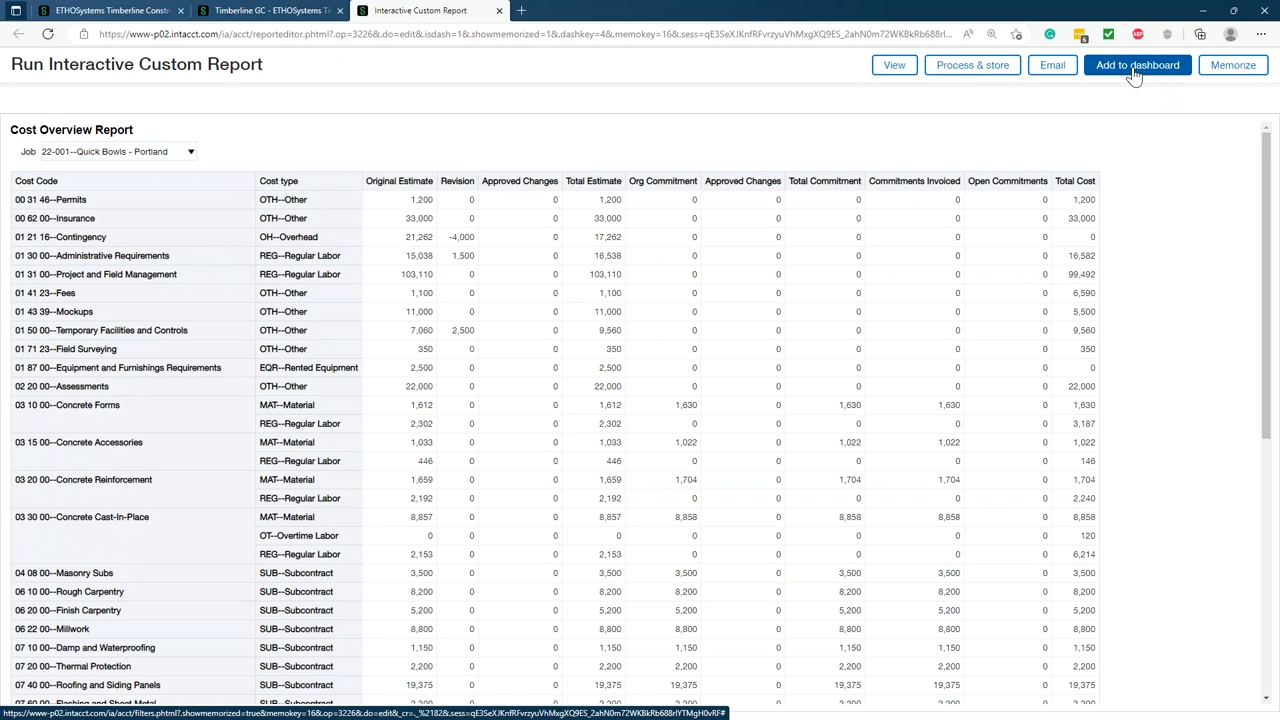 ETHOSystems Timberline Constr
Timberline GC - ETHOSystems Ti
Interactive Custom Report
https://www-p02.intacct.com/ia/acct/reporteditor.phtml?.op=3226&.do=edit&.isdash=1&.showmemorized=1&.dashkey=4&.memokey=16&.sess=
Run Interactive Custom Report
View Process & store Email Add to dashboard Memorize
Cost Overview Report
Job 22-001--Quick Bowls - Portland
Cost Code Cost type Original Estimate Revision Approved Changes Total Estimate Org Commitment Approved Changes Total Commitment Commitments Invoiced Open Commitments Total Cost
00 31 46--Permits OTH--Other 1,200 0 0 1,200 0 0 0 0 0 1,200
00 62 00--Insurance OTH--Other 33,000 0 0 33,000 0 0 0 0 0 33,000
01 21 16--Contingency OH--Overhead 21,262 -4,000 0 17,262 0 0 0 0 0 0
01 30 00--Administrative Requirements REG--Regular Labor 15,038 1,500 0 16,538 0 0 0 0 0 16,582
01 31 00--Project and Field Management REG--Regular Labor 103,110 0 0 103,110 0 0 0 0 0 99,492
01 41 23--Fees OTH--Other 1,100 0 0 1,100 0 0 0 0 0 6,590
01 43 39--Mockups OTH--Other 11,000 0 0 11,000 0 0 0 0 0 5,500
01 50 00--Temporary Facilities and Controls OTH--Other 7,060 2,500 0 9,560 0 0 0 0 0 9,560
01 71 23--Field Surveying OTH--Other 350 0 0 350 0 0 0 0 0 350
01 87 00--Equipment and Furnishings Requirements EQR--Rented Equipment 2,500 0 0 2,500 0 0 0 0 0 0
02 20 00--Assessments OTH--Other 22,000 0 0 22,000 0 0 0 0 0 22,000
03 10 00--Concrete Forms MAT--Material 1,612 0 0 1,612 1,630 0 1,630 1,630 0 1,630
REG--Regular Labor 2,302 0 0 2,302 0 0 0 0 0 3,187
03 15 00--Concrete Accessories MAT--Material 1,033 0 0 1,033 1,022 0 1,022 1,022 0 1,022
REG--Regular Labor 446 0 0 446 0 0 0 0 0 146
03 20 00--Concrete Reinforcement MAT--Material 1,659 0 0 1,659 1,704 0 1,704 1,704 0 1,704
REG--Regular Labor 2,192 0 0 2,192 0 0 0 0 0 2,240
03 30 00--Concrete Cast-In-Place MAT--Material 8,857 0 0 8,857 8,858 0 8,858 8,858 0 8,858
OT--Overtime Labor 0 0 0 0 0 0 0 0 0 120
REG--Regular Labor 2,153 0 0 2,153 0 0 0 0 0 6,214
04 08 00--Masonry Subs SUB--Subcontract 3,500 0 0 3,500 3,500 0 3,500 3,500 0 3,500
06 10 00--Rough Carpentry SUB--Subcontract 8,200 0 0 8,200 8,200 0 8,200 8,200 0 8,200
06 20 00--Finish Carpentry SUB--Subcontract 5,200 0 0 5,200 5,200 0 5,200 5,200 0 5,200
06 22 00--Millwork SUB--Subcontract 8,800 0 0 8,800 8,800 0 8,800 8,800 0 8,800
07 10 00--Damp and Waterproofing SUB--Subcontract 1,150 0 0 1,150 1,150 0 1,150 1,150 0 1,150
07 20 00--Thermal Protection SUB--Subcontract 2,200 0 0 2,200 2,200 0 2,200 2,200 0 2,200
07 40 00--Roofing and Siding Panels SUB--Subcontract 19,375 0 0 19,375 19,375 0 19,375 19,375 0 19,375